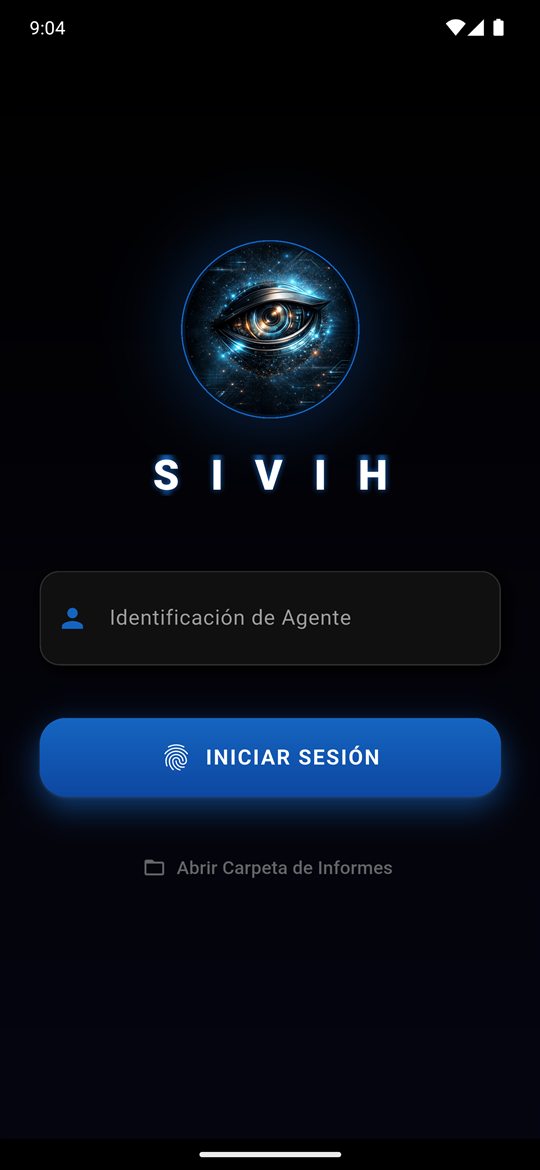 9:04
S I V I H
Identificación de Agente
INICIAR SESIÓN
Abrir Carpeta de Informes